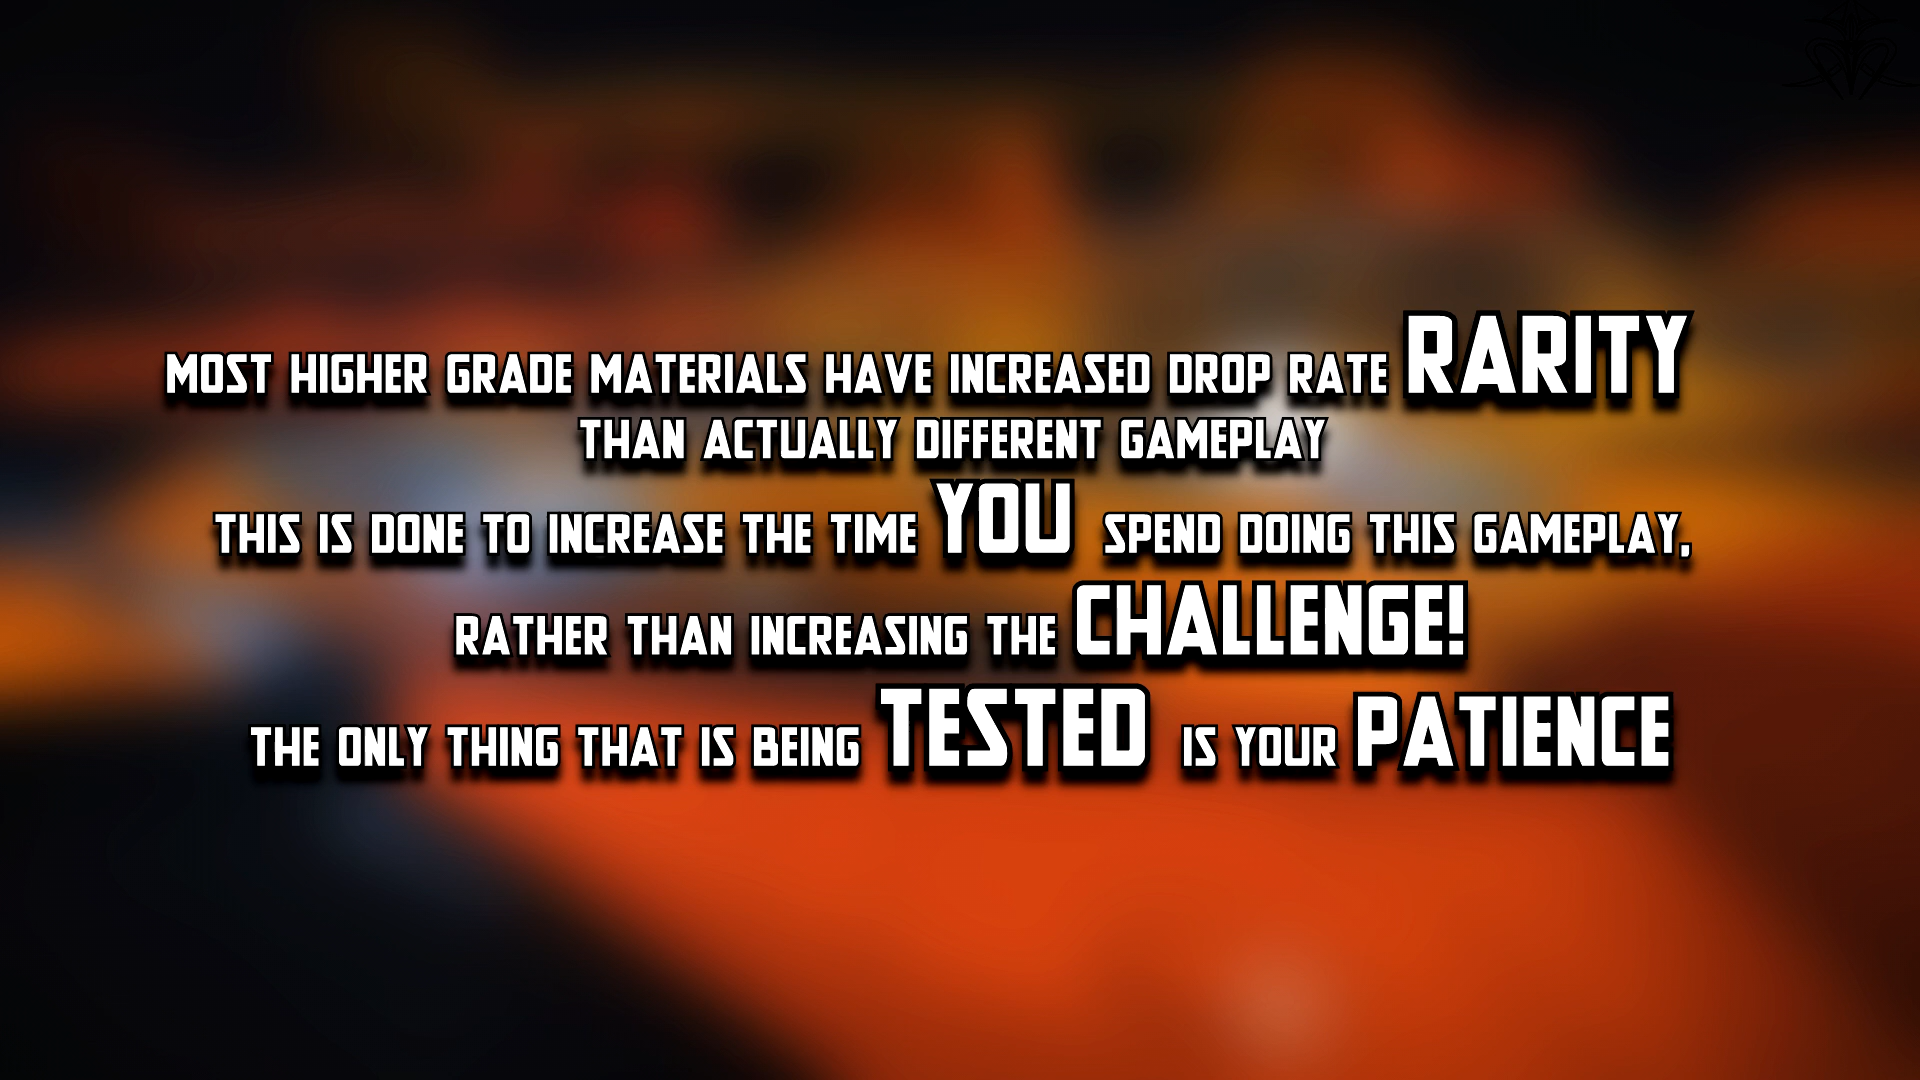 MOST HIGHER GRADE MATERIALS HAVE INCREASED DROP RATE RARITY
THAN ACTUALLY DIFFERENT GAMEPLAY
THIS IS DONE TO INCREASE THE TIME YOU SPEND DOING THIS GAMEPLAY,
RATHER THAN INCREASING THE CHALLENGE!
THE ONLY THING THAT IS BEING TESTED IS YOUR PATIENCE